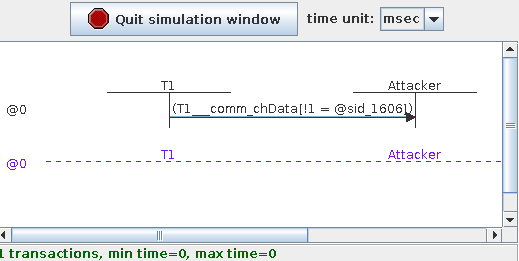 Quit simulation window time unit: msec
T1 Attacker
@0 (T1__comm_chData[!1 = @sid_1606])
@0 T1 Attacker
1 transactions, min time=0, max time=0